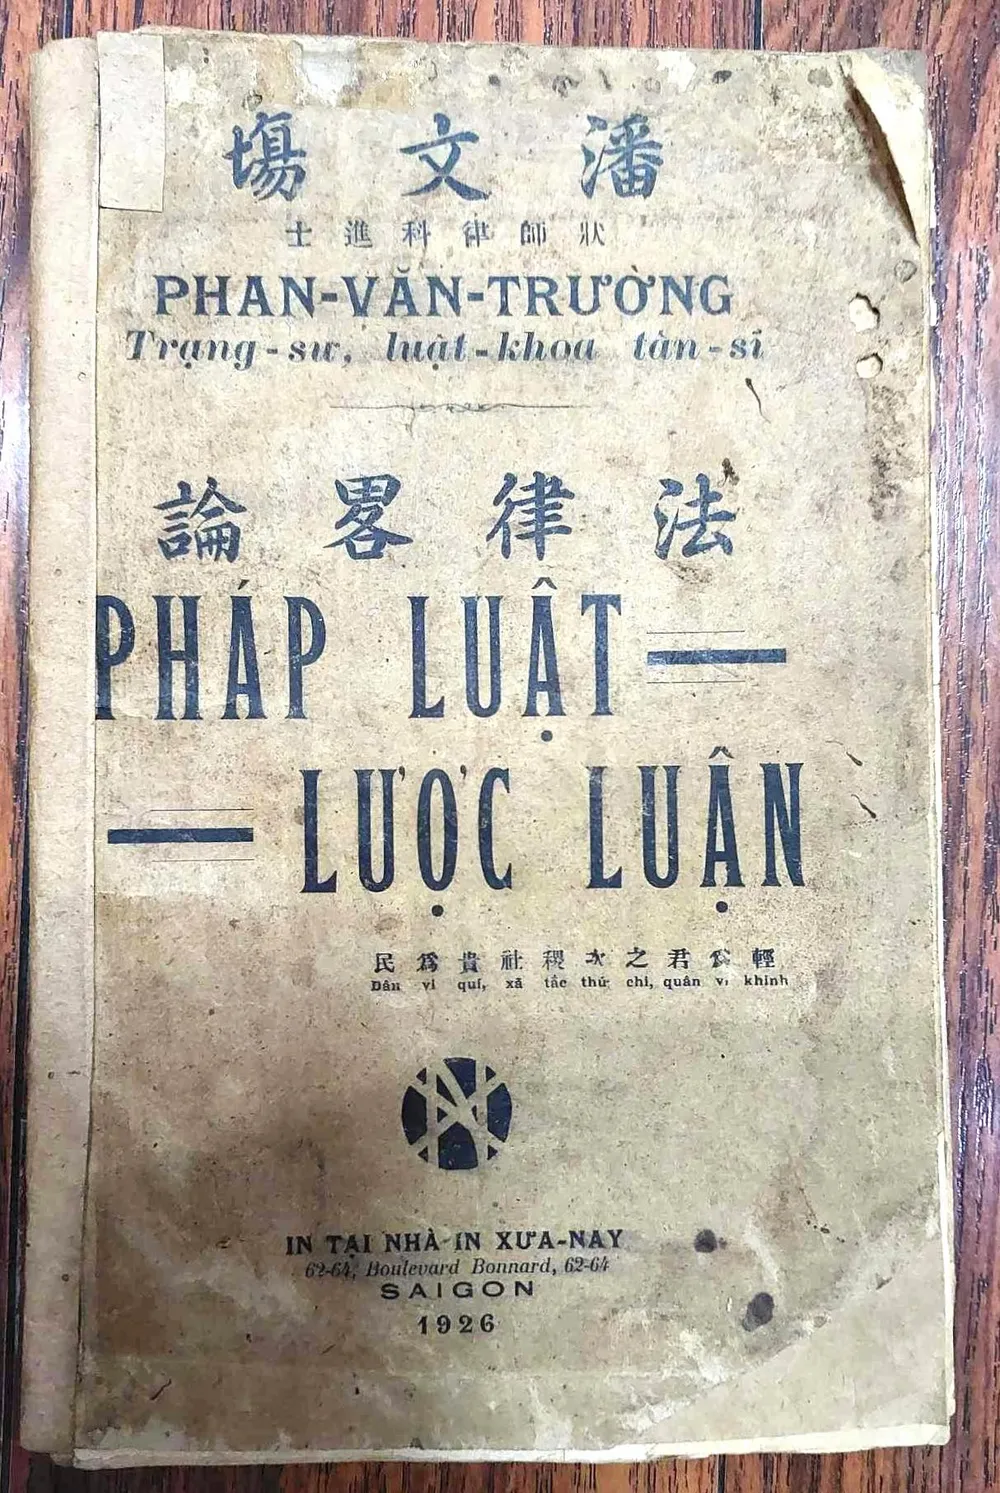 潘文塲
狀師律科進士
PHAN-VĂN-TRƯỜNG
Trạng-sư, luật-khoa tấn-sĩ
法律畧論
PHÁP LUẬT
LƯỢC LUẬN
民爲貴社稷次之君爲輕
Dân vi quí, xã tắc thứ chi, quân vi khinh
IN TẠI NHÀ IN XƯA-NAY
62-64, Boulevard Bonnard, 62-64
SAIGON
1926